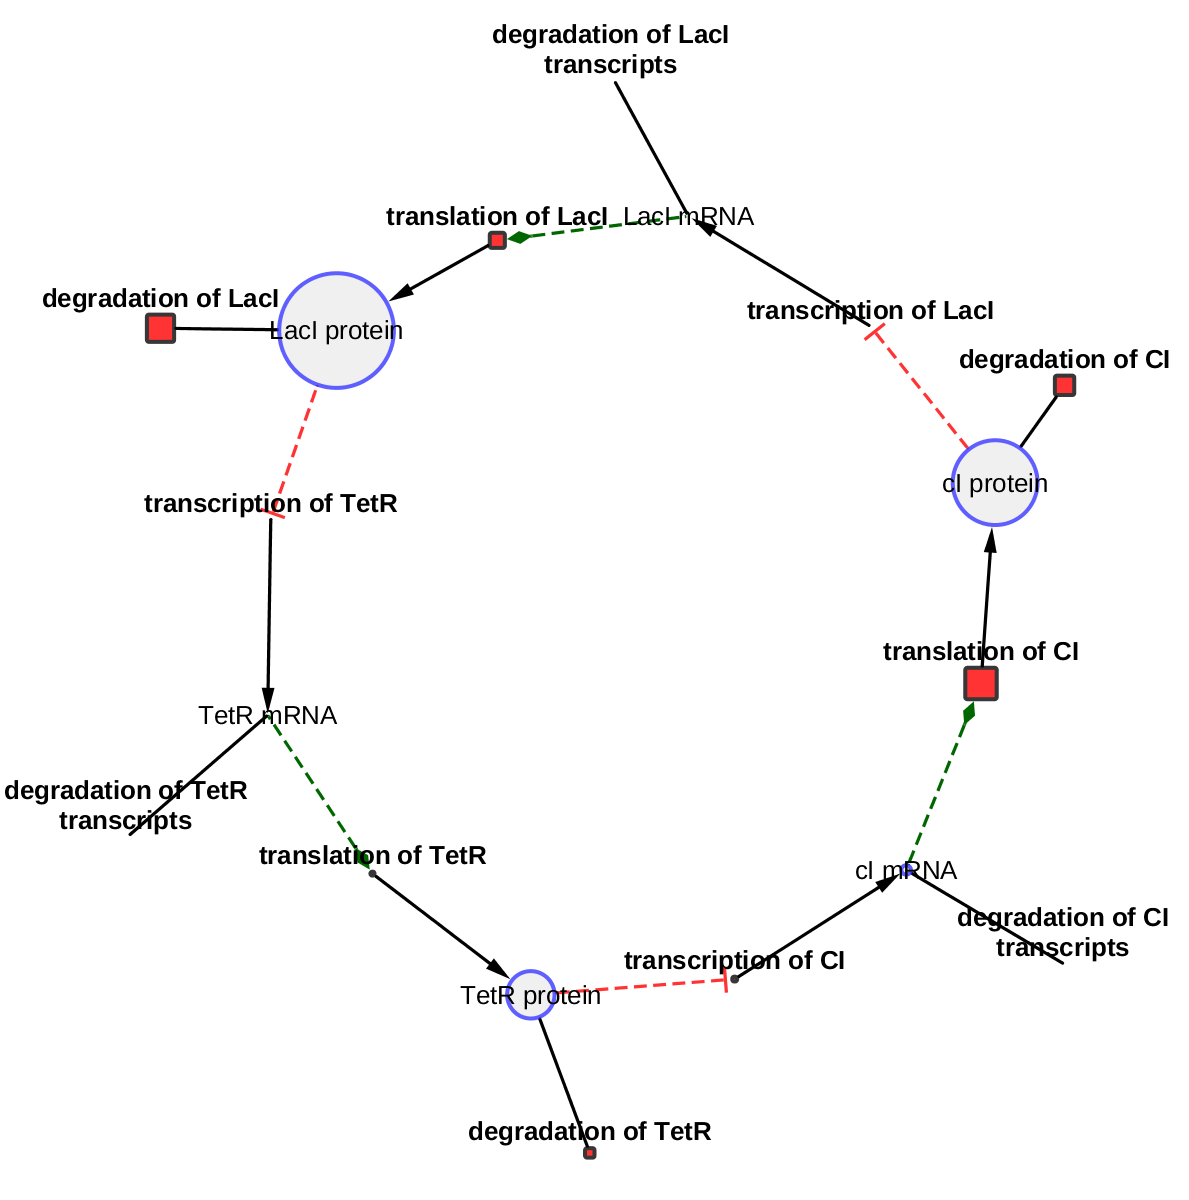 degradation of LacI
transcripts
translation of LacI
LacI mRNA
degradation of LacI
transcription of LacI
LacI protein
degradation of CI
cI protein
transcription of TetR
translation of CI
TetR mRNA
degradation of TetR
transcripts
translation of TetR
cI mRNA
degradation of CI
transcripts
transcription of CI
TetR protein
degradation of TetR